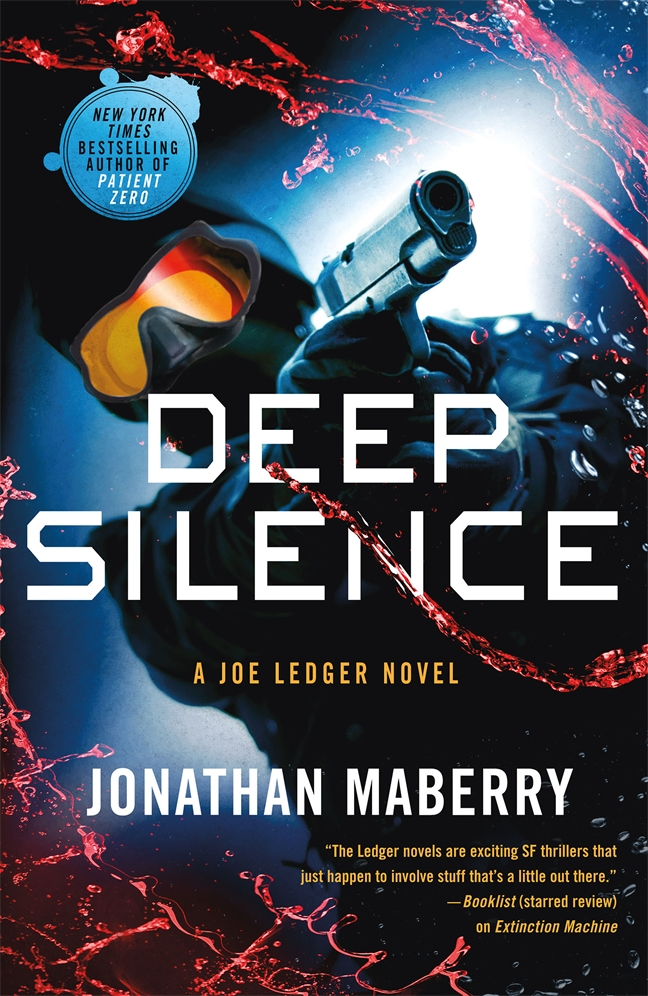 NEW YORK
TIMES
BESTSELLING
AUTHOR OF
PATIENT
ZERO
DEEP
SILENCE
A JOE LEDGER NOVEL
JONATHAN MABERRY
“The Ledger novels are exciting SF thrillers that
just happen to involve stuff that’s a little out there.”
—Booklist (starred review)
on Extinction Machine